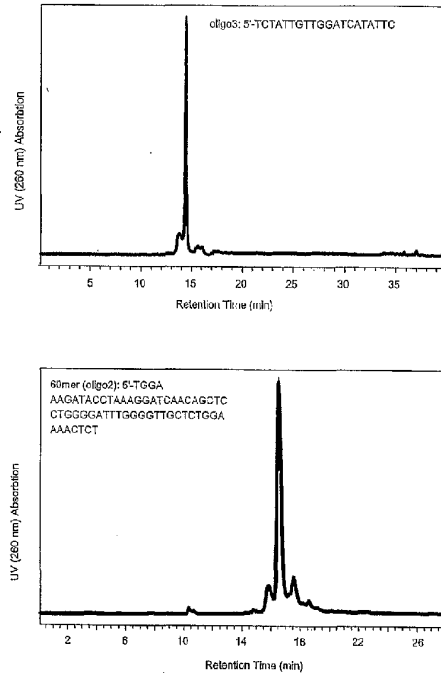 oligo3: 5'-TCTATTGTTGGATCATATTC
UV (260 nm) Absorption
5 10 15 20 25 30 35
Retention Time (min)
60mer (oligo2): 5'-TGGA
AAGATACCTAAAGGATCAACAGCTC
CTGGGGATTTGGGGTTGCTCTGGA
AAACTCT
UV (260 nm) Absorption
2 6 10 14 18 22 26
Retention Time (min)